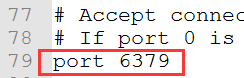 77 # Accept connec
78 # If port 0 is
79 port 6379